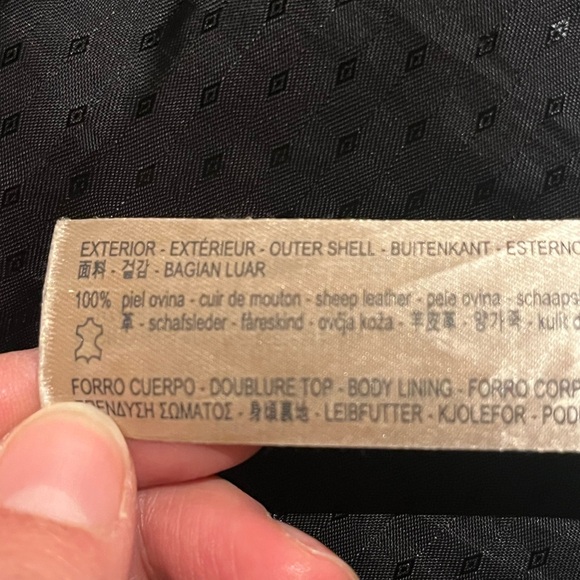 EXTERIOR - EXTÉRIEUR - OUTER SHELL - BUITENKANT - ESTERNO
面料 - 겉감 - BAGIAN LUAR
100% piel ovina - cuir de mouton - sheep leather - pele ovina - schaaps
革 - schafsleder - fåreskind - ovčja koža - 羊皮革 - 양가죽 - kulit d
FORRO CUERPO - DOUBLURE TOP - BODY LINING - FORRO CORP
ΕΠΕΝΔΥΣΗ ΣΩΜΑΤΟΣ - 身頃裏地 - LEIBFUTTER - KJOLEFOR - POD